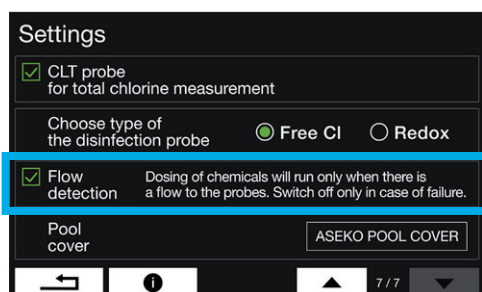 Settings
CLT probe
for total chlorine measurement
Choose type of
the disinfection probe
Free Cl
Redox
Flow
detection
Dosing of chemicals will run only when there is
a flow to the probes. Switch off only in case of failure.
Pool
cover
ASEKO POOL COVER
7/7